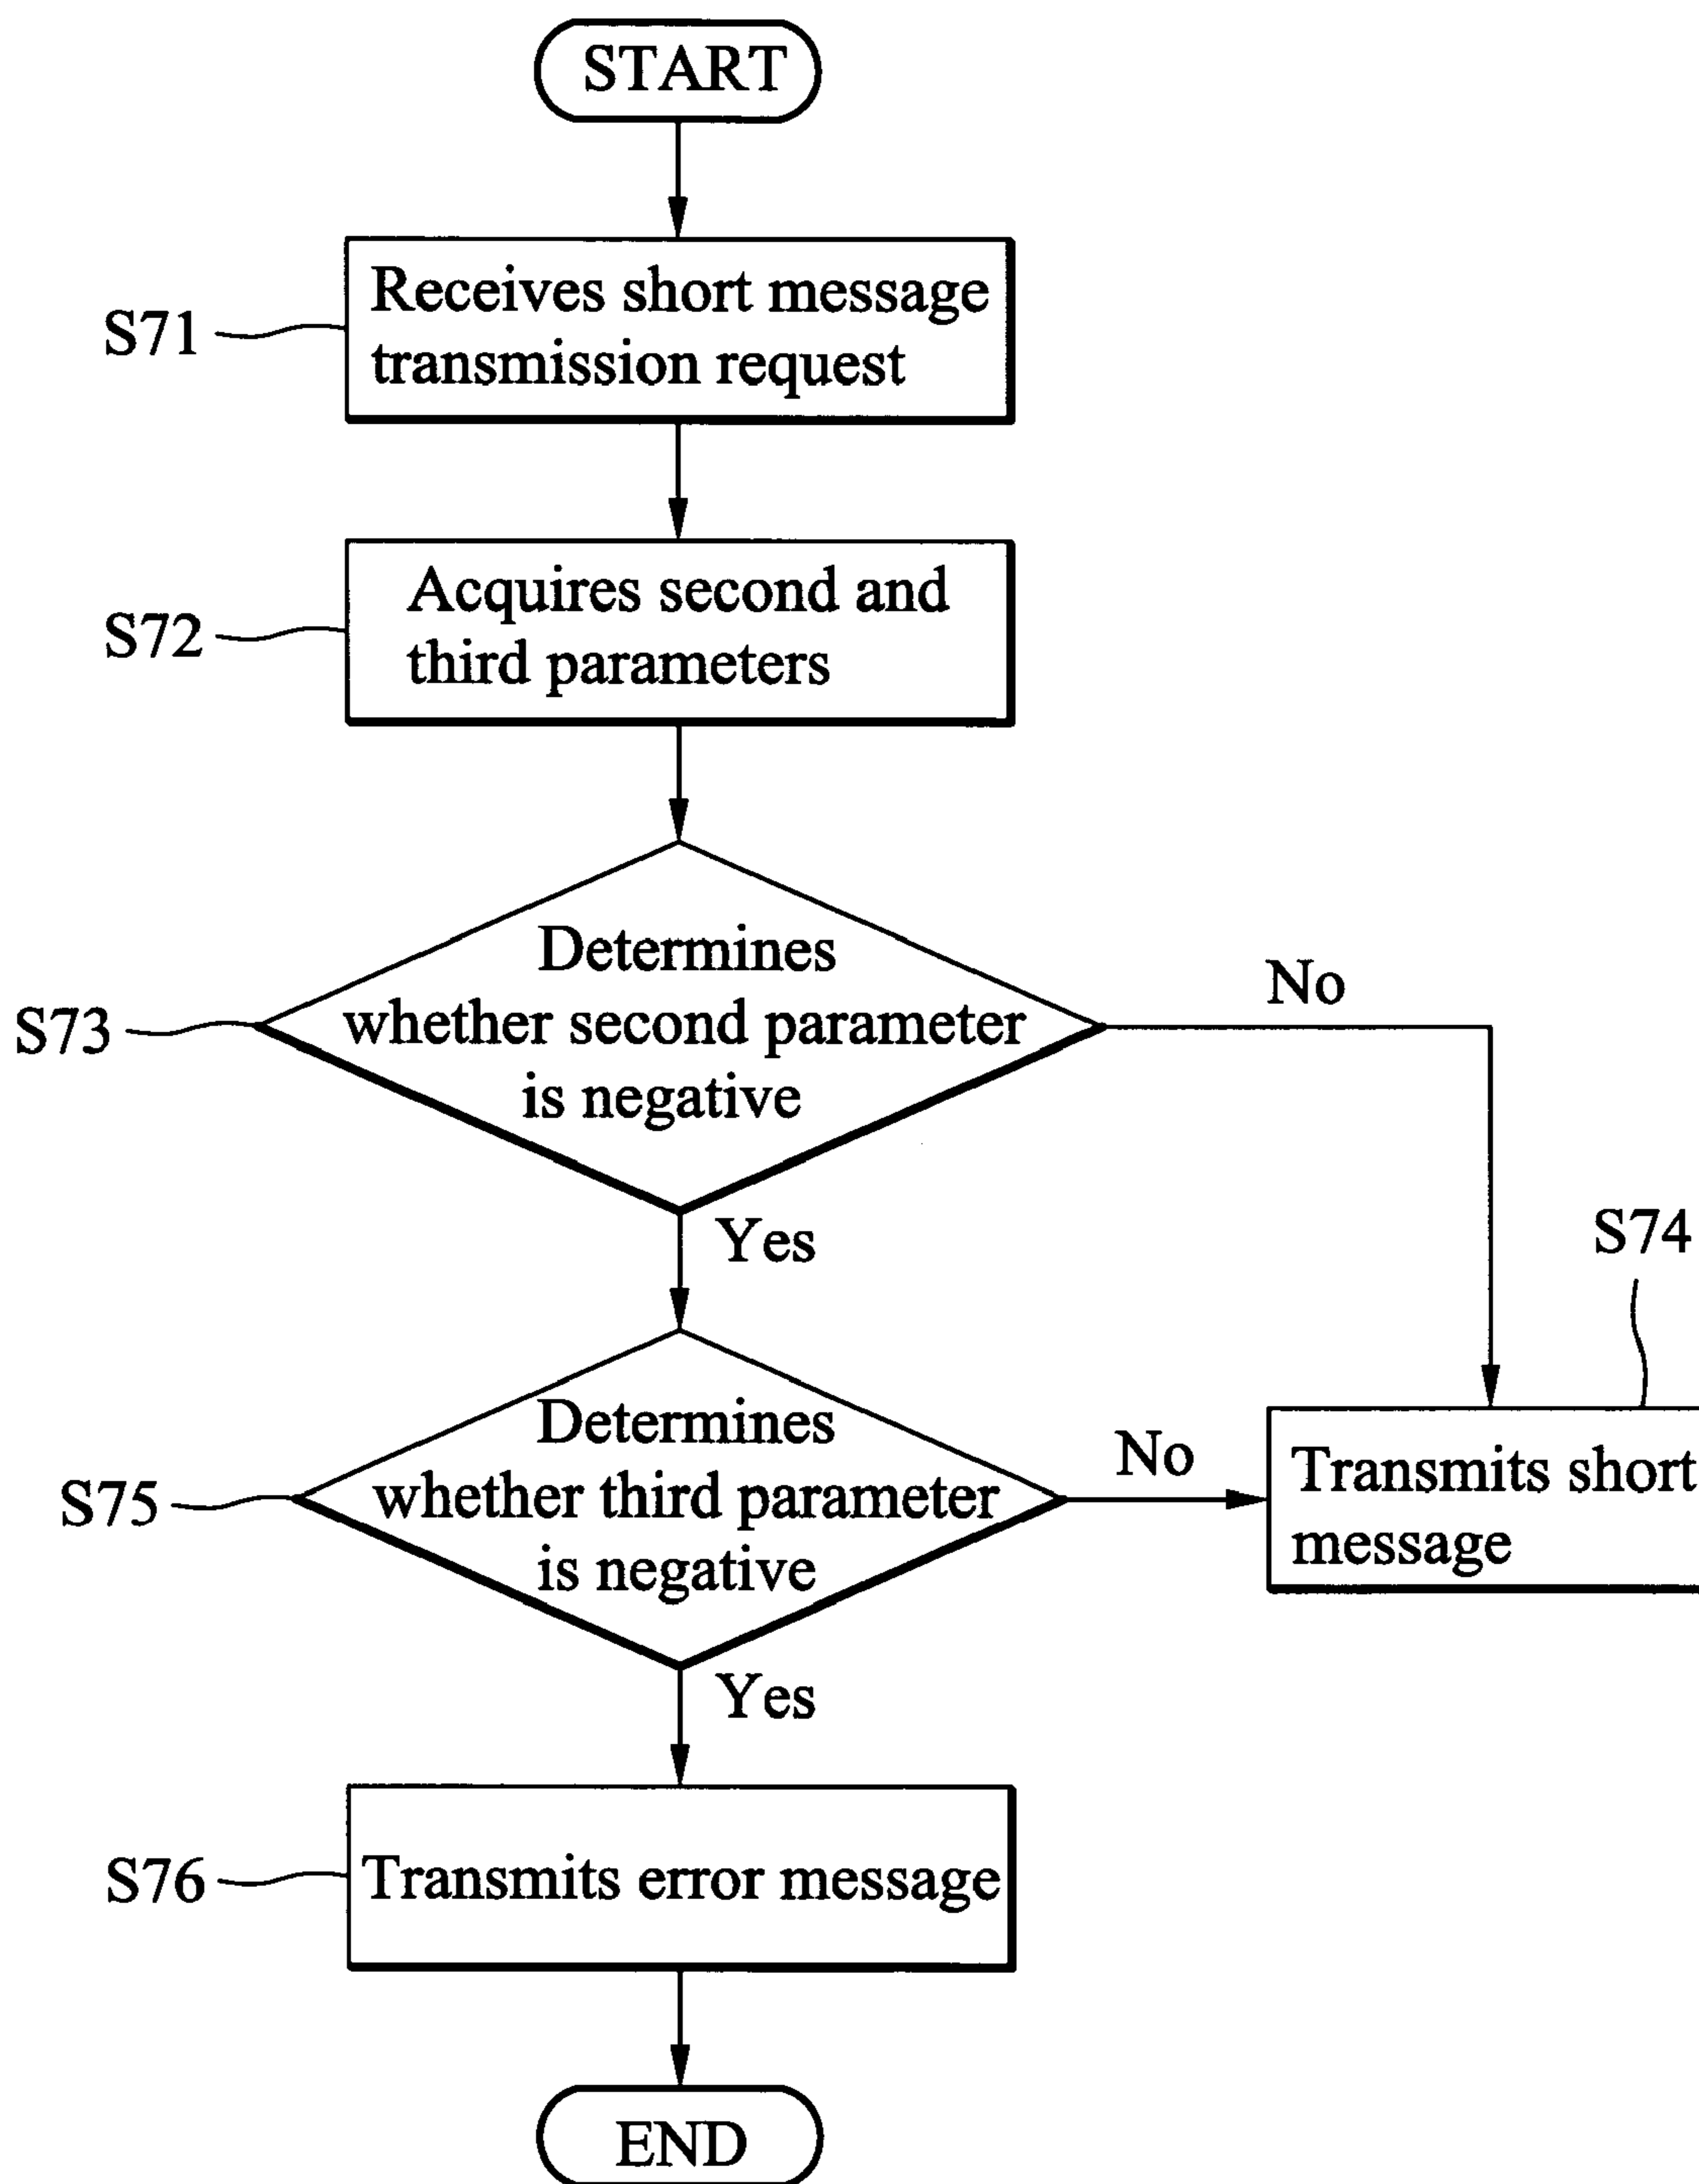 START
S71
Receives short message
transmission request
S72
Acquires second and
third parameters
S73
Determines
whether second parameter
is negative
No
Yes
S74
Transmits short
message
S75
Determines
whether third parameter
is negative
No
Yes
S76
Transmits error message
END